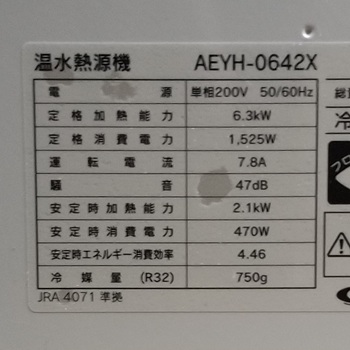 温水熱源機 AEYH-0642X
電源 単相200V 50/60Hz
定格加熱能力 6.3kW
定格消費電力 1,525W
運転電流 7.8A
騒音 47dB
安定時加熱能力 2.1kW
安定時消費電力 470W
安定時エネルギー消費効率 4.46
冷媒量(R32) 750g
JRA 4071 準拠
冷
フロ